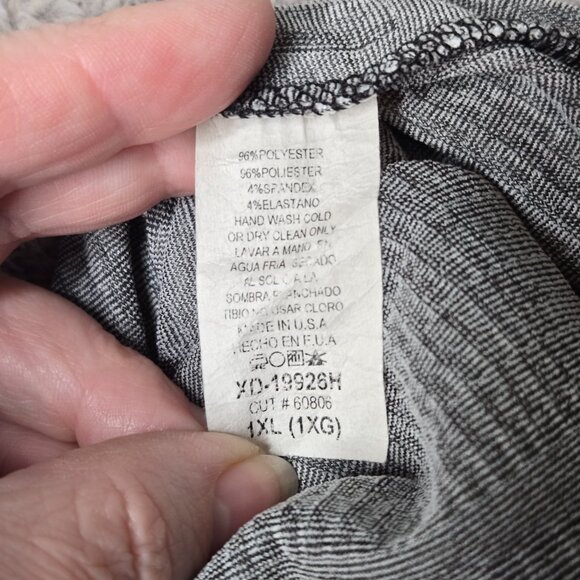 96%POLYESTER
96%POLIESTER
4%SPANDEX
4%ELASTANO
HAND WASH COLD
OR DRY CLEAN ONLY
LAVAR A MANO EN
AGUA FRIA SECADO
AL SOL O A LA
SOMBRA PLANCHADO
TIBIO NO USAR CLORO
MADE IN U.S.A
HECHO EN E.U.A
XD-19926H
CUT # 60806
1XL (1XG)